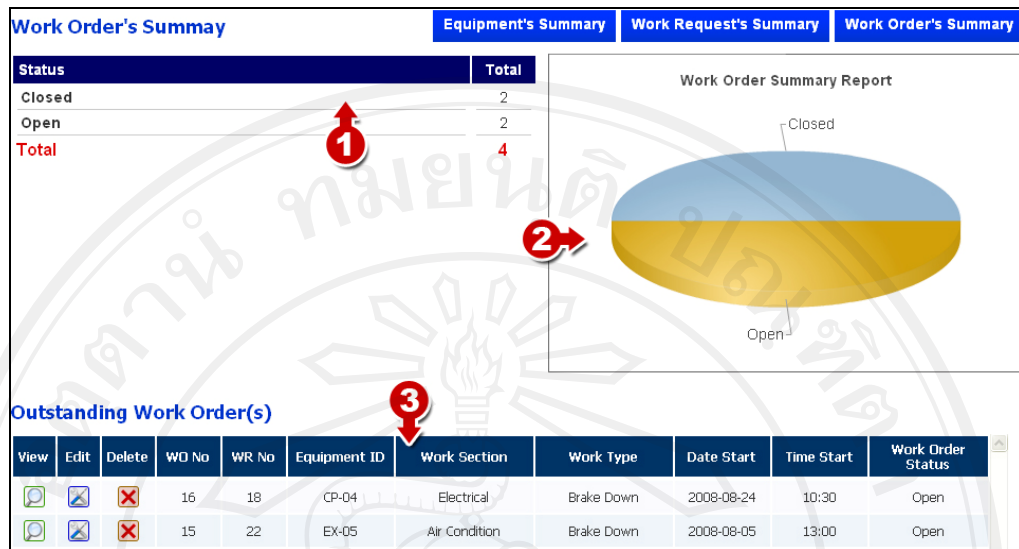 Work Order's Summay
Equipment's Summary Work Request's Summary Work Order's Summary
Status Total
Closed 2
Open 2
Total 4
1
Work Order Summary Report
Closed
2
Open
3
Outstanding Work Order(s)
View Edit Delete WO No WR No Equipment ID Work Section Work Type Date Start Time Start Work Order Status
16 18 CP-04 Electrical Brake Down 2008-08-24 10:30 Open
15 22 EX-05 Air Condition Brake Down 2008-08-05 13:00 Open